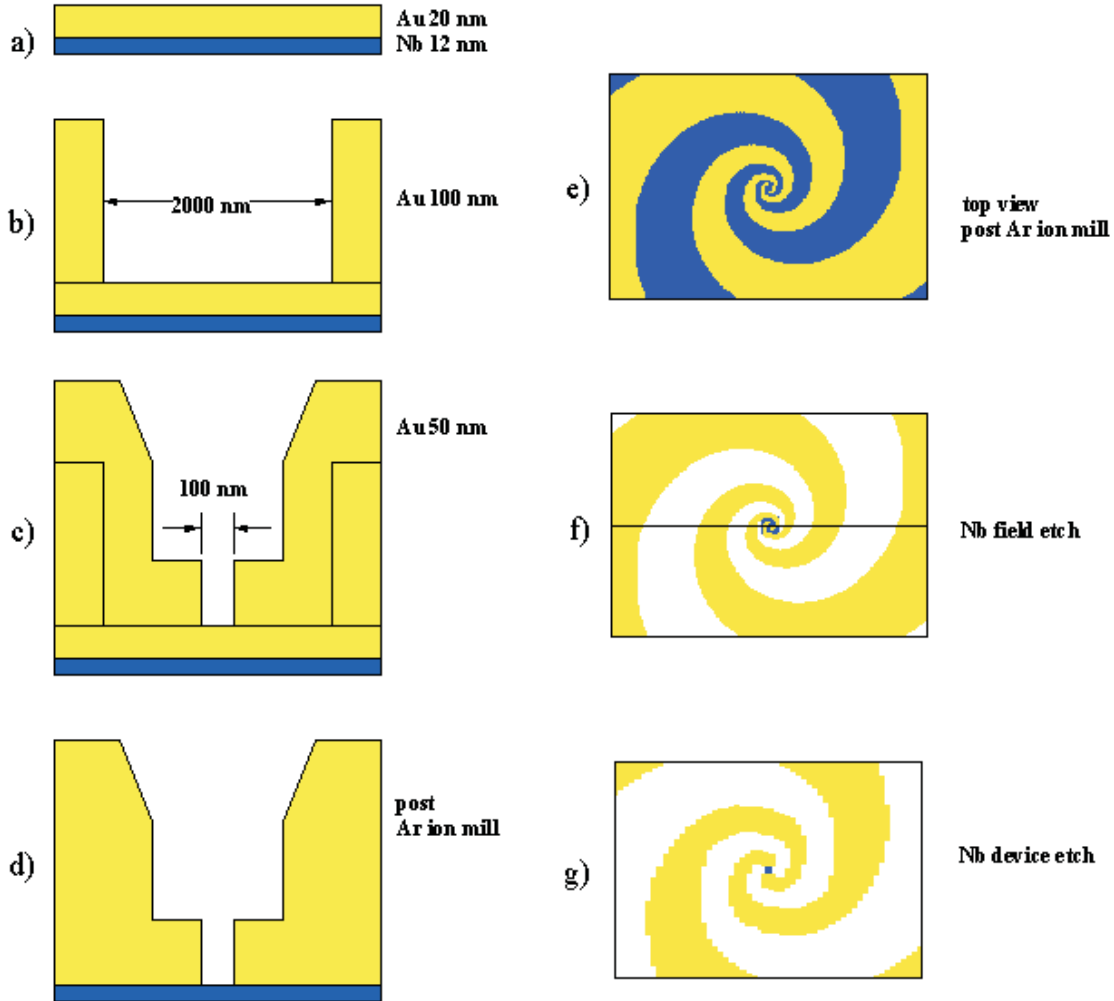 a)
Au 20 nm
Nb 12 nm
b)
2000 nm
Au 100 nm
c)
100 nm
Au 50 nm
d)
post
Ar ion mill
e)
top view
post Ar ion mill
f)
Nb field etch
g)
Nb device etch